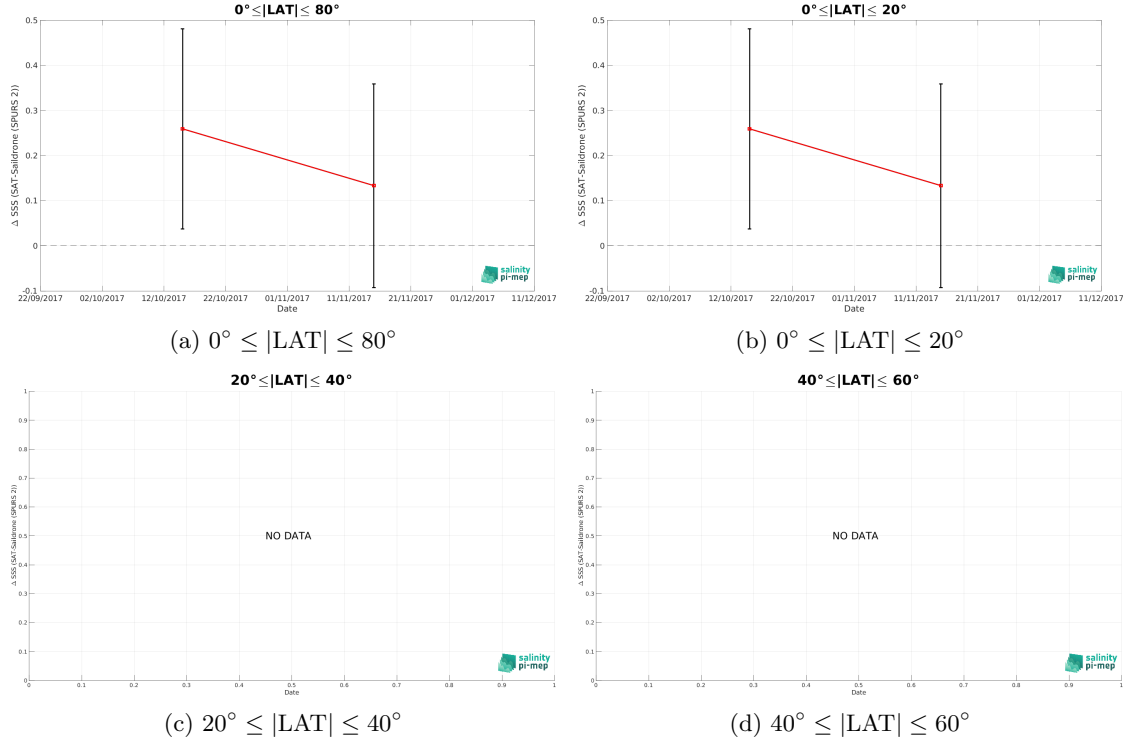 0°≤|LAT|≤ 80°
Δ SSS (SAT-Saildrone (SPURS 2))
0.5
0.4
0.3
0.2
0.1
0
-0.1
22/09/2017 02/10/2017 12/10/2017 22/10/2017 01/11/2017 11/11/2017 21/11/2017 01/12/2017 11/12/2017
Date
salinity
pi-mep
(a) 0° ≤ |LAT| ≤ 80°
0°≤|LAT|≤ 20°
Δ SSS (SAT-Saildrone (SPURS 2))
0.5
0.4
0.3
0.2
0.1
0
-0.1
22/09/2017 02/10/2017 12/10/2017 22/10/2017 01/11/2017 11/11/2017 21/11/2017 01/12/2017 11/12/2017
Date
salinity
pi-mep
(b) 0° ≤ |LAT| ≤ 20°
20°≤|LAT|≤ 40°
Δ SSS (SAT-Saildrone (SPURS 2))
1
0.9
0.8
0.7
0.6
0.5
0.4
0.3
0.2
0.1
0
NO DATA
0 0.1 0.2 0.3 0.4 0.5 0.6 0.7 0.8 0.9 1
Date
salinity
pi-mep
(c) 20° ≤ |LAT| ≤ 40°
40°≤|LAT|≤ 60°
Δ SSS (SAT-Saildrone (SPURS 2))
1
0.9
0.8
0.7
0.6
0.5
0.4
0.3
0.2
0.1
0
NO DATA
0 0.1 0.2 0.3 0.4 0.5 0.6 0.7 0.8 0.9 1
Date
salinity
pi-mep
(d) 40° ≤ |LAT| ≤ 60°